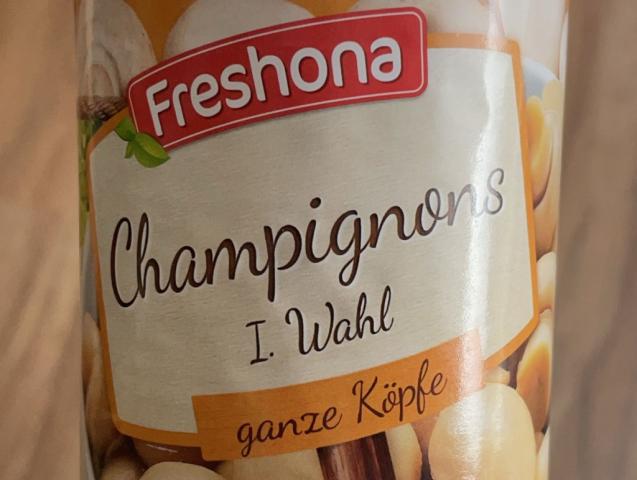 Freshona
Champignons
I. Wahl
ganze Köpfe